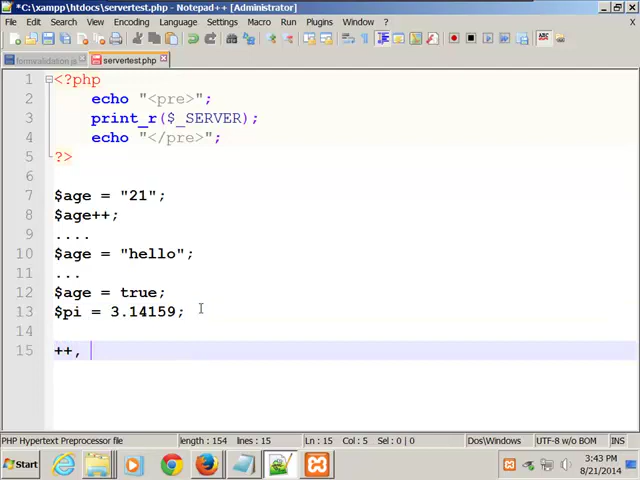 *C:\xampp\htdocs\servertest.php - Notepad++ [Administrator]
File Edit Search View Encoding Language Settings Macro Run Plugins Window ?
X
formvalidation.js servertest.php
1 <?php
2 echo "<pre>";
3 print_r($_SERVER);
4 echo "</pre>";
5 ?>
6
7 $age = "21";
8 $age++;
9 ....
10 $age = "hello";
11 ...
12 $age = true;
13 $pi = 3.14159;
14
15 ++,
PHP Hypertext Preprocessor file length : 154 lines : 15 Ln : 15 Col : 5 Sel : 0 | 0 Dos\Windows UTF-8 w/o BOM INS
Start
3:43 PM
8/21/2014